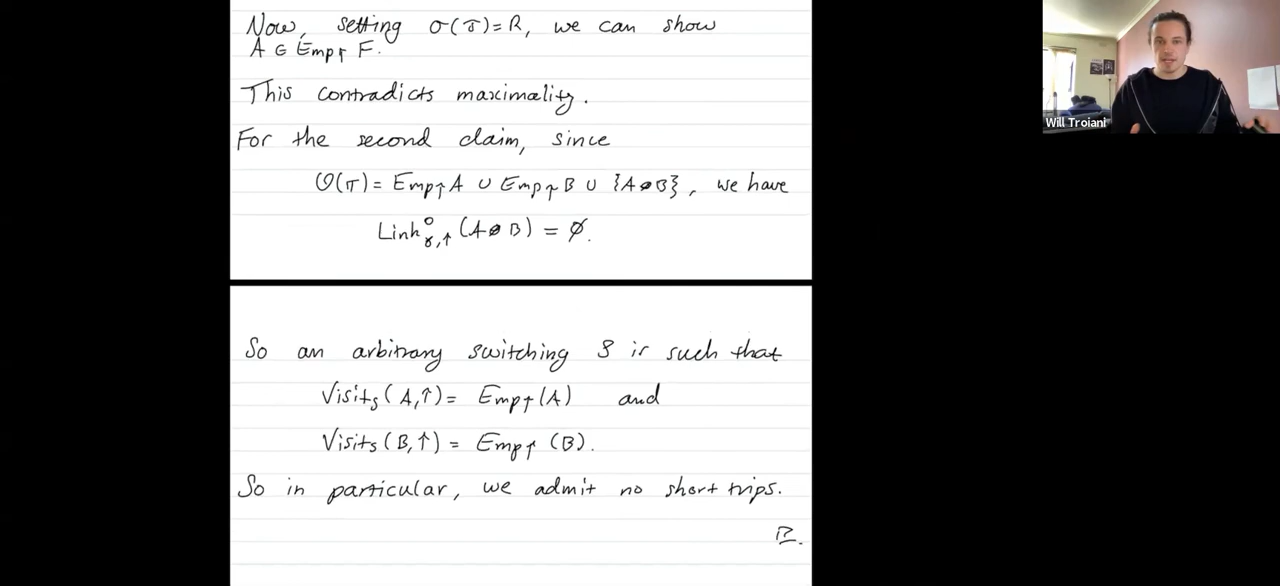 Now, setting σ(τ)=R, we can show
A ∈ Emp↑ F.
This contradicts maximality.
For the second claim, since
O(π) = Emp↑ A ∪ Emp↑ B ∪ {A⊗B}, we have
Link⁰γ,↑ (A⊗B) = ∅.
So an arbitrary switching S is such that
Visits(A,↑) = Emp↑(A) and
Visits(B,↑) = Emp↑(B).
So in particular, we admit no short trips.
Will Troiani